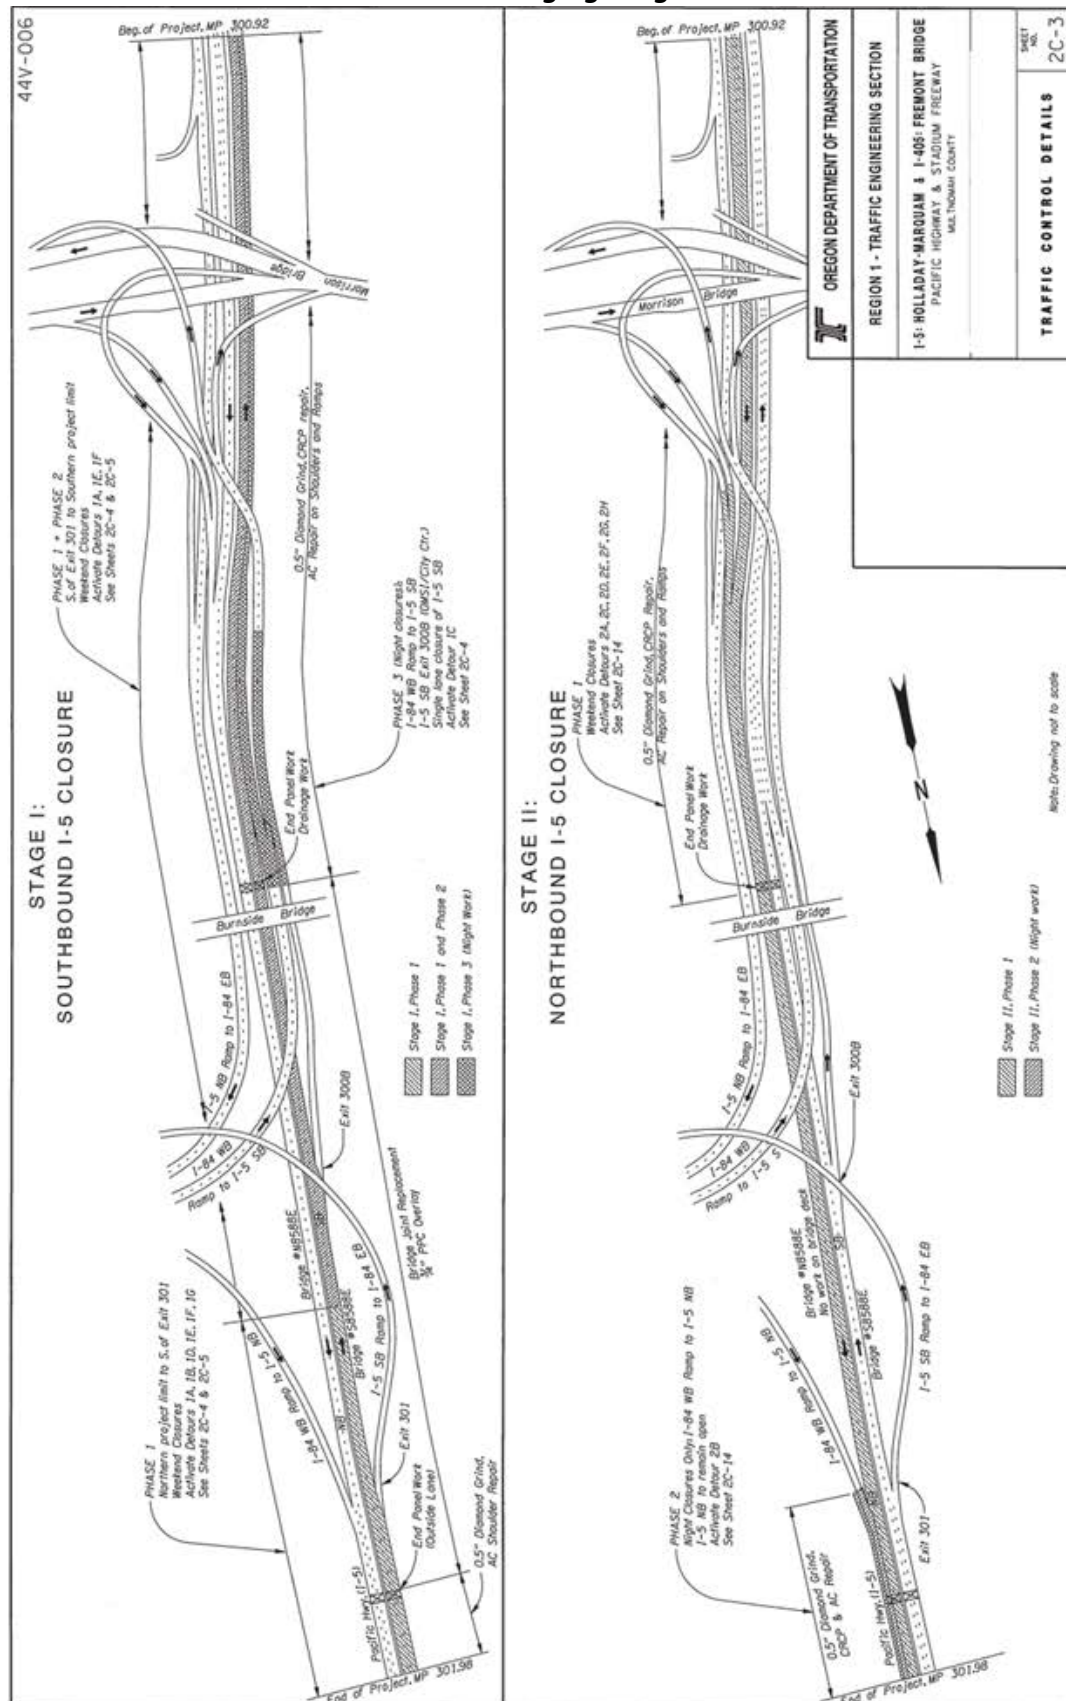 44V-006
STAGE I:
SOUTHBOUND I-5 CLOSURE
Beg. of Project, MP 300.92
Morrison
Bridge
PHASE 1 + PHASE 2
S. of Exit 301 to Southern project limit
Weekend Closures
Activate Detours 1A, 1E, 1F
See Sheets 2C-4 & 2C-5
0.5" Diamond Grind, CRCP repair,
AC Repair on Shoulders and Ramps
PHASE 3 (Night closures):
I-84 WB Ramp to I-5 SB
I-5 SB Exit 300B (OMSI/City Ctr.)
Single lane closure of I-5 SB
Activate Detour 1C
See Sheet 2C-4
End Panel Work
Drainage Work
Burnside Bridge
Stage I, Phase 1
Stage I, Phase 1 and Phase 2
Stage I, Phase 3 (Night Work)
I-5 NB Ramp to I-84 EB
I-84 WB
Ramp to I-5 SB
Exit 300B
Bridge #N8588E
SB
Bridge Joint Replacement
¾" PPC Overlay
I-5 SB Ramp to I-84 EB
Bridge #S8588E
PHASE 1
Northern project limit to S. of Exit 301
Weekend Closures
Activate Detours 1A, 1B, 1D, 1E, 1F, 1G
See Sheets 2C-4 & 2C-5
I-84 WB Ramp to I-5 NB
NB
Exit 301
End Panel Work
(Outside Lane)
Pacific Hwy. (I-5)
0.5" Diamond Grind,
AC Shoulder Repair
End of Project, MP 301.98
STAGE II:
NORTHBOUND I-5 CLOSURE
Beg. of Project, MP 300.92
Morrison Bridge
PHASE 1
Weekend Closures
Activate Detours 2A, 2C, 2D, 2E, 2F, 2G, 2H
See Sheet 2C-14
0.5" Diamond Grind, CRCP Repair,
AC Repair on Shoulders and Ramps
End Panel Work
Drainage Work
Burnside Bridge
I-5 NB Ramp to I-84 EB
I-84 WB
Ramp to I-5 S
Exit 300B
Stage II, Phase 1
Stage II, Phase 2 (Night work)
Bridge #N8588E
No work on bridge deck
SB
Bridge #S8588E
I-5 SB Ramp to I-84 EB
I-84 WB Ramp to I-5 NB
PHASE 2
Night Closures Only: I-84 WB Ramp to I-5 NB
I-5 NB to remain open
Activate Detour 2B
See Sheet 2C-14
NB
Exit 301
0.5" Diamond Grind,
CRCP & AC Repair
Pacific Hwy. (I-5)
End of Project, MP 301.98
N
Note: Drawing not to scale
OREGON DEPARTMENT OF TRANSPORTATION
REGION 1 - TRAFFIC ENGINEERING SECTION
I-5: HOLLADAY-MARQUAM & I-405: FREMONT BRIDGE
PACIFIC HIGHWAY & STADIUM FREEWAY
MULTNOMAH COUNTY
TRAFFIC CONTROL DETAILS
SHEET
NO.
2C-3